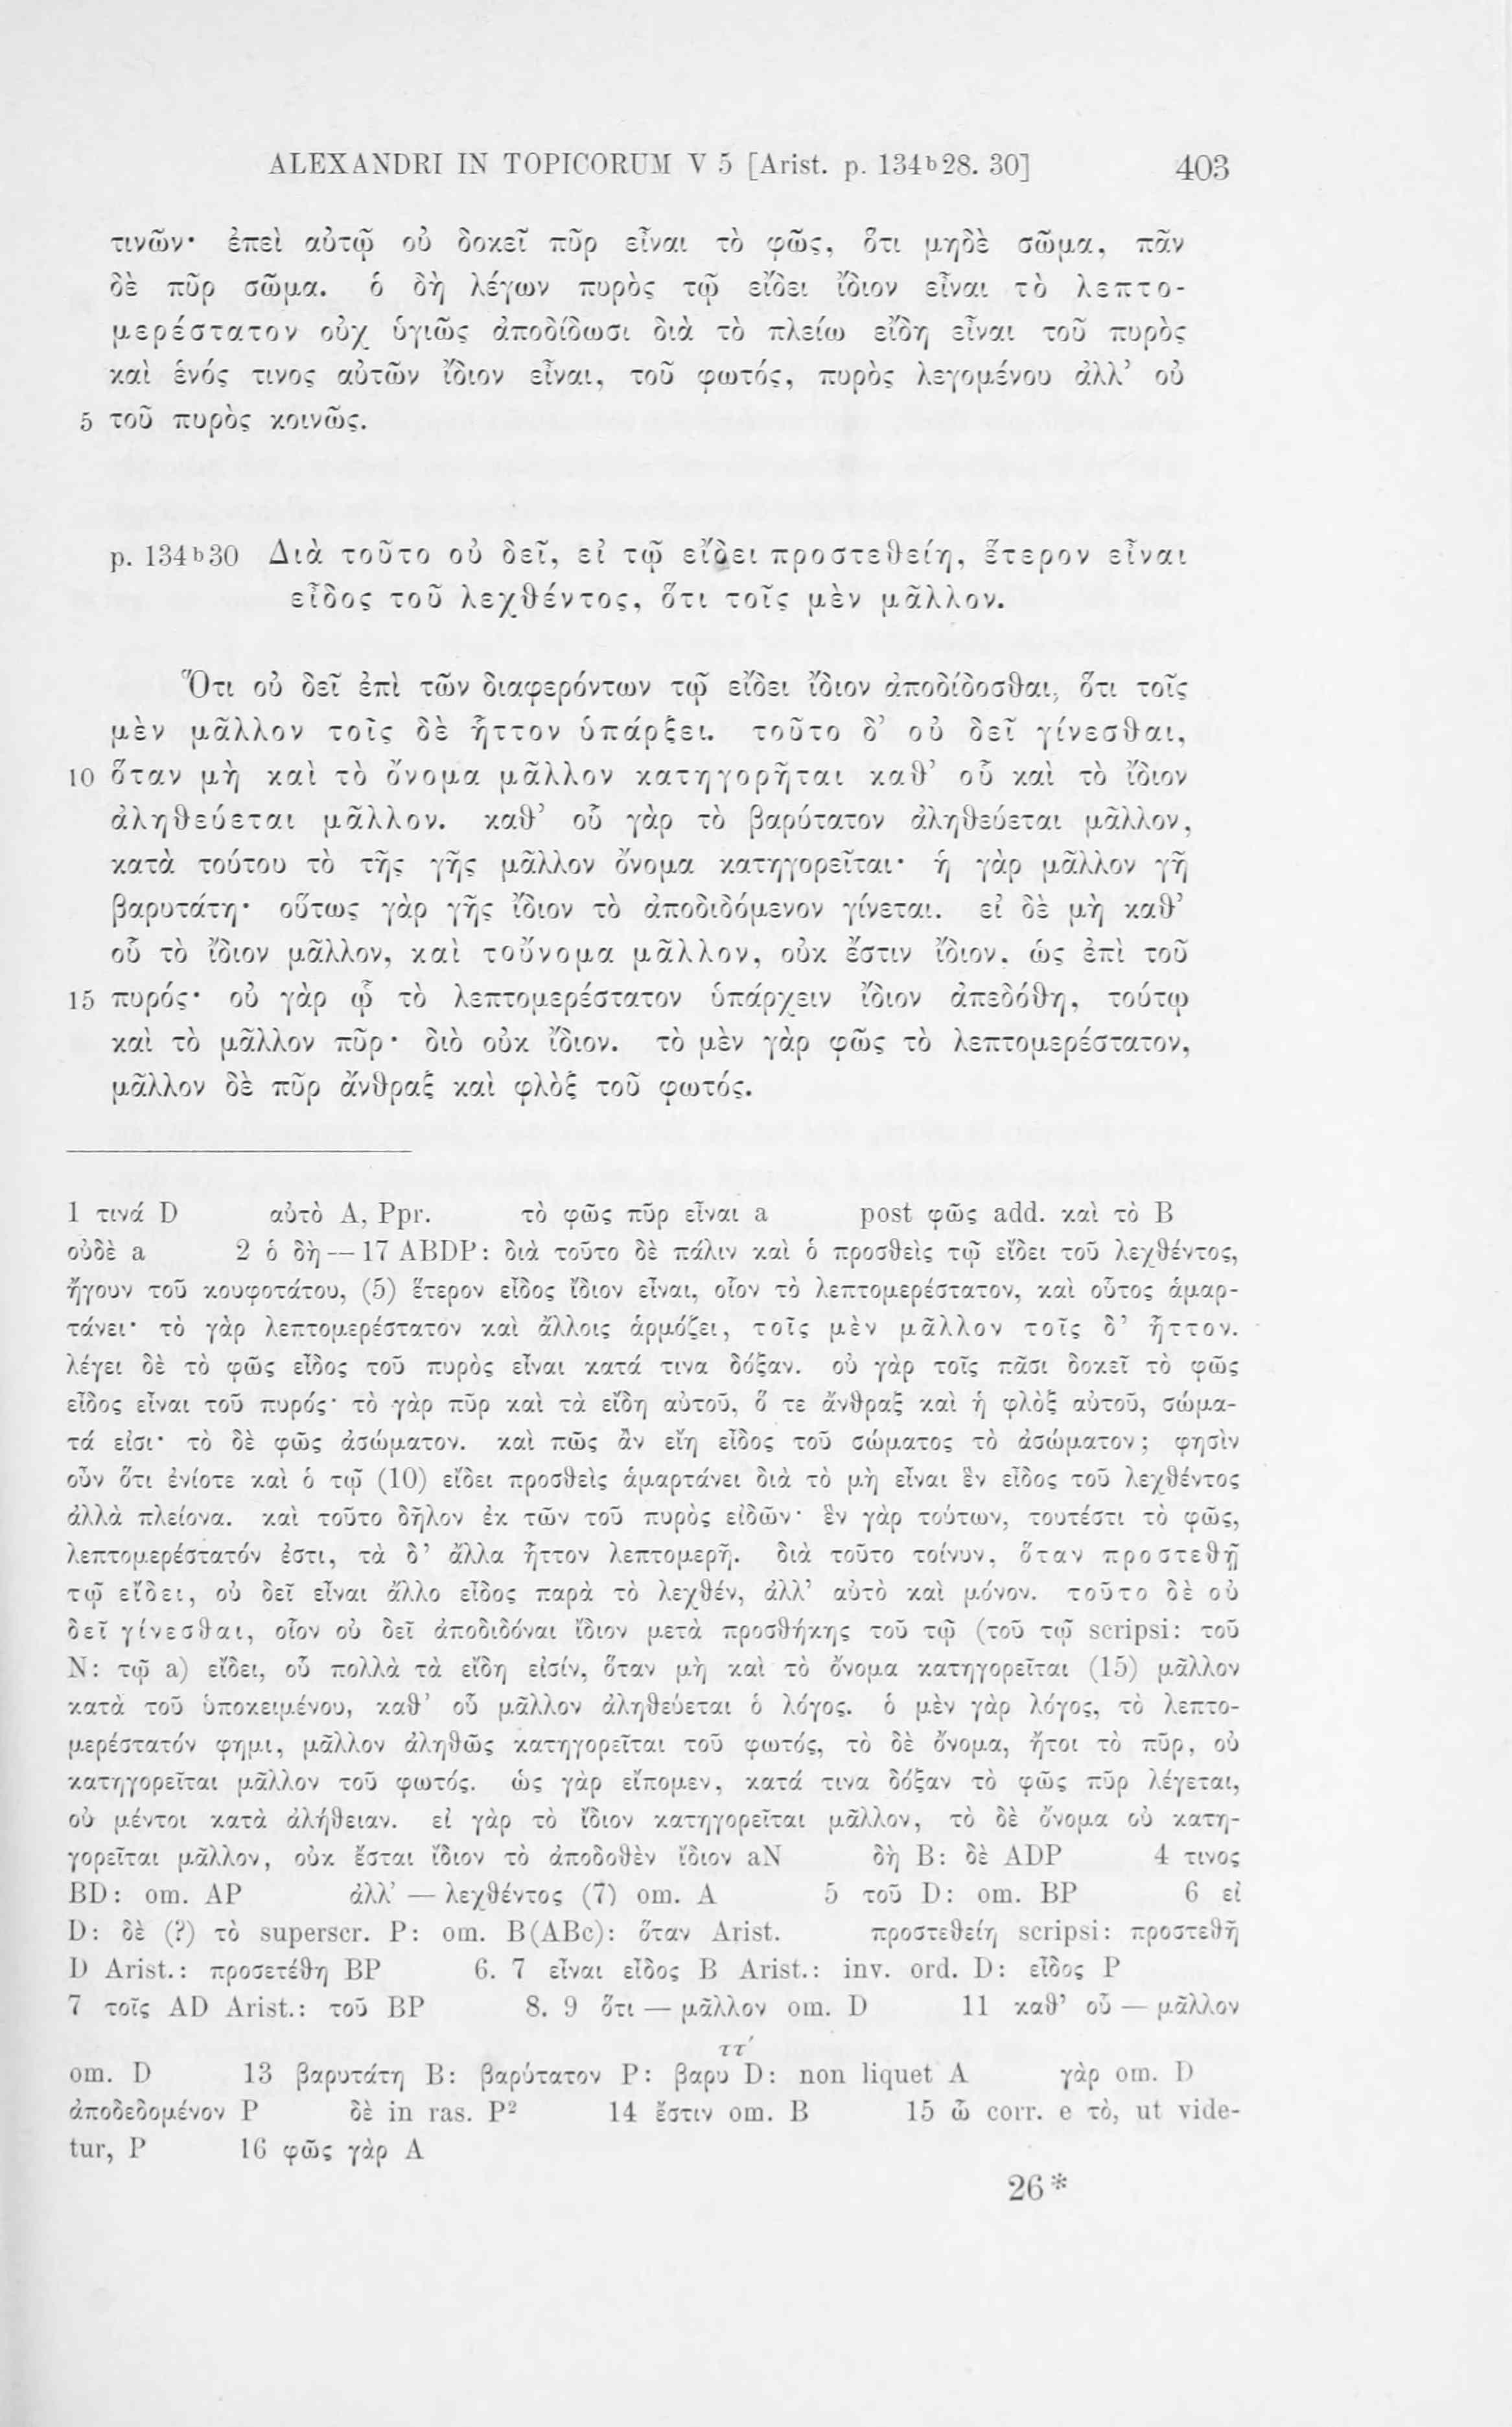 ALEXANDRI IN TOPICORUM V 5 [Arist. p. 134ᵇ28. 30] 403
τινῶν· ἐπεὶ αὐτῷ οὐ δοκεῖ πῦρ εἶναι τὸ φῶς, ὅτι μηδὲ σῶμα, πᾶν
δὲ πῦρ σῶμα. ὁ δὴ λέγων πυρὸς τῷ εἴδει ἴδιον εἶναι τὸ λεπτο-
μερέστατον οὐχ ὑγιῶς ἀποδίδωσι διὰ τὸ πλείω εἴδη εἶναι τοῦ πυρὸς
καὶ ἑνός τινος αὐτῶν ἴδιον εἶναι, τοῦ φωτός, πυρὸς λεγομένου ἀλλ’ οὐ
5 τοῦ πυρὸς κοινῶς.
p. 134ᵇ30 Διὰ τοῦτο οὐ δεῖ, εἰ τῷ εἴδει προστεθείη, ἕτερον εἶναι
εἶδος τοῦ λεχθέντος, ὅτι τοῖς μὲν μᾶλλον.
Ὅτι οὐ δεῖ ἐπὶ τῶν διαφερόντων τῷ εἴδει ἴδιον ἀποδίδοσθαι, ὅτι τοῖς
μὲν μᾶλλον τοῖς δὲ ἧττον ὑπάρξει. τοῦτο δ’ οὐ δεῖ γίνεσθαι,
10 ὅταν μὴ καὶ τὸ ὄνομα μᾶλλον κατηγορῆται καθ’ οὗ καὶ τὸ ἴδιον
ἀληθεύεται μᾶλλον. καθ’ οὗ γὰρ τὸ βαρύτατον ἀληθεύεται μᾶλλον,
κατὰ τούτου τὸ τῆς γῆς μᾶλλον ὄνομα κατηγορεῖται· ἡ γὰρ μᾶλλον γῆ
βαρυτάτη· οὕτως γὰρ γῆς ἴδιον τὸ ἀποδιδόμενον γίνεται. εἰ δὲ μὴ καθ’
οὗ τὸ ἴδιον μᾶλλον, καὶ τοὔνομα μᾶλλον, οὐκ ἔστιν ἴδιον, ὡς ἐπὶ τοῦ
15 πυρός· οὐ γὰρ ᾧ τὸ λεπτομερέστατον ὑπάρχειν ἴδιον ἀπεδόθη, τούτῳ
καὶ τὸ μᾶλλον πῦρ· διὸ οὐκ ἴδιον. τὸ μὲν γὰρ φῶς τὸ λεπτομερέστατον,
μᾶλλον δὲ πῦρ ἄνθραξ καὶ φλὸξ τοῦ φωτός.
1 τινά D αὐτὸ A, Ppr. τὸ φῶς πῦρ εἶναι a post φῶς add. καὶ τὸ B
οὐδὲ a 2 ὁ δὴ — 17 ABDP: διὰ τοῦτο δὲ πάλιν καὶ ὁ προσθεὶς τῷ εἴδει τοῦ λεχθέντος,
ἤγουν τοῦ κουφοτάτου, (5) ἕτερον εἶδος ἴδιον εἶναι, οἷον τὸ λεπτομερέστατον, καὶ οὗτος ἁμαρ-
τάνει· τὸ γὰρ λεπτομερέστατον καὶ ἄλλοις ἁρμόζει, τοῖς μὲν μᾶλλον τοῖς δ’ ἧττον.
λέγει δὲ τὸ φῶς εἶδος τοῦ πυρὸς εἶναι κατά τινα δόξαν. οὐ γὰρ τοῖς πᾶσι δοκεῖ τὸ φῶς
εἶδος εἶναι τοῦ πυρός· τὸ γὰρ πῦρ καὶ τὰ εἴδη αὐτοῦ, ὅ τε ἄνθραξ καὶ ἡ φλὸξ αὐτοῦ, σώμα-
τά εἰσι· τὸ δὲ φῶς ἀσώματον. καὶ πῶς ἂν εἴη εἶδος τοῦ σώματος τὸ ἀσώματον; φησὶν
οὖν ὅτι ἐνίοτε καὶ ὁ τῷ (10) εἴδει προσθεὶς ἁμαρτάνει διὰ τὸ μὴ εἶναι ἓν εἶδος τοῦ λεχθέντος
ἀλλὰ πλείονα. καὶ τοῦτο δῆλον ἐκ τῶν τοῦ πυρὸς εἰδῶν· ἓν γὰρ τούτων, τουτέστι τὸ φῶς,
λεπτομερέστατόν ἐστι, τὰ δ’ ἄλλα ἧττον λεπτομερῆ. διὰ τοῦτο τοίνυν, ὅταν προστεθῇ
τῷ εἴδει, οὐ δεῖ εἶναι ἄλλο εἶδος παρὰ τὸ λεχθέν, ἀλλ’ αὐτὸ καὶ μόνον. τοῦτο δὲ οὐ
δεῖ γίνεσθαι, οἷον οὐ δεῖ ἀποδιδόναι ἴδιον μετὰ προσθήκης τοῦ τῷ (τοῦ τῷ scripsi: τοῦ
N: τῷ a) εἴδει, οὗ πολλὰ τὰ εἴδη εἰσίν, ὅταν μὴ καὶ τὸ ὄνομα κατηγορεῖται (15) μᾶλλον
κατὰ τοῦ ὑποκειμένου, καθ’ οὗ μᾶλλον ἀληθεύεται ὁ λόγος. ὁ μὲν γὰρ λόγος, τὸ λεπτο-
μερέστατόν φημι, μᾶλλον ἀληθῶς κατηγορεῖται τοῦ φωτός, τὸ δὲ ὄνομα, ἤτοι τὸ πῦρ, οὐ
κατηγορεῖται μᾶλλον τοῦ φωτός. ὡς γὰρ εἴπομεν, κατά τινα δόξαν τὸ φῶς πῦρ λέγεται,
οὐ μέντοι κατὰ ἀλήθειαν. εἰ γὰρ τὸ ἴδιον κατηγορεῖται μᾶλλον, τὸ δὲ ὄνομα οὐ κατη-
γορεῖται μᾶλλον, οὐκ ἔσται ἴδιον τὸ ἀποδοθὲν ἴδιον aN δὴ B: δὲ ADP 4 τινος
BD: om. AP ἀλλ’ — λεχθέντος (7) om. A 5 τοῦ D: om. BP 6 εἰ
D: δὲ (?) τὸ superscr. P: om. B(ABc): ὅταν Arist. προστεθείη scripsi: προστεθῇ
D Arist.: προσετέθη BP 6. 7 εἶναι εἶδος B Arist.: inv. ord. D: εἶδος P
7 τοῖς AD Arist.: τοῦ BP 8. 9 ὅτι — μᾶλλον om. D 11 καθ’ οὗ — μᾶλλον
ττ´
om. D 13 βαρυτάτη B: βαρύτατον P: βαρυ D: non liquet A γὰρ om. D
ἀποδεδομένον P δὲ in ras. P² 14 ἔστιν om. B 15 ᾧ corr. e τὸ, ut vide-
tur, P 16 φῶς γὰρ A
26*